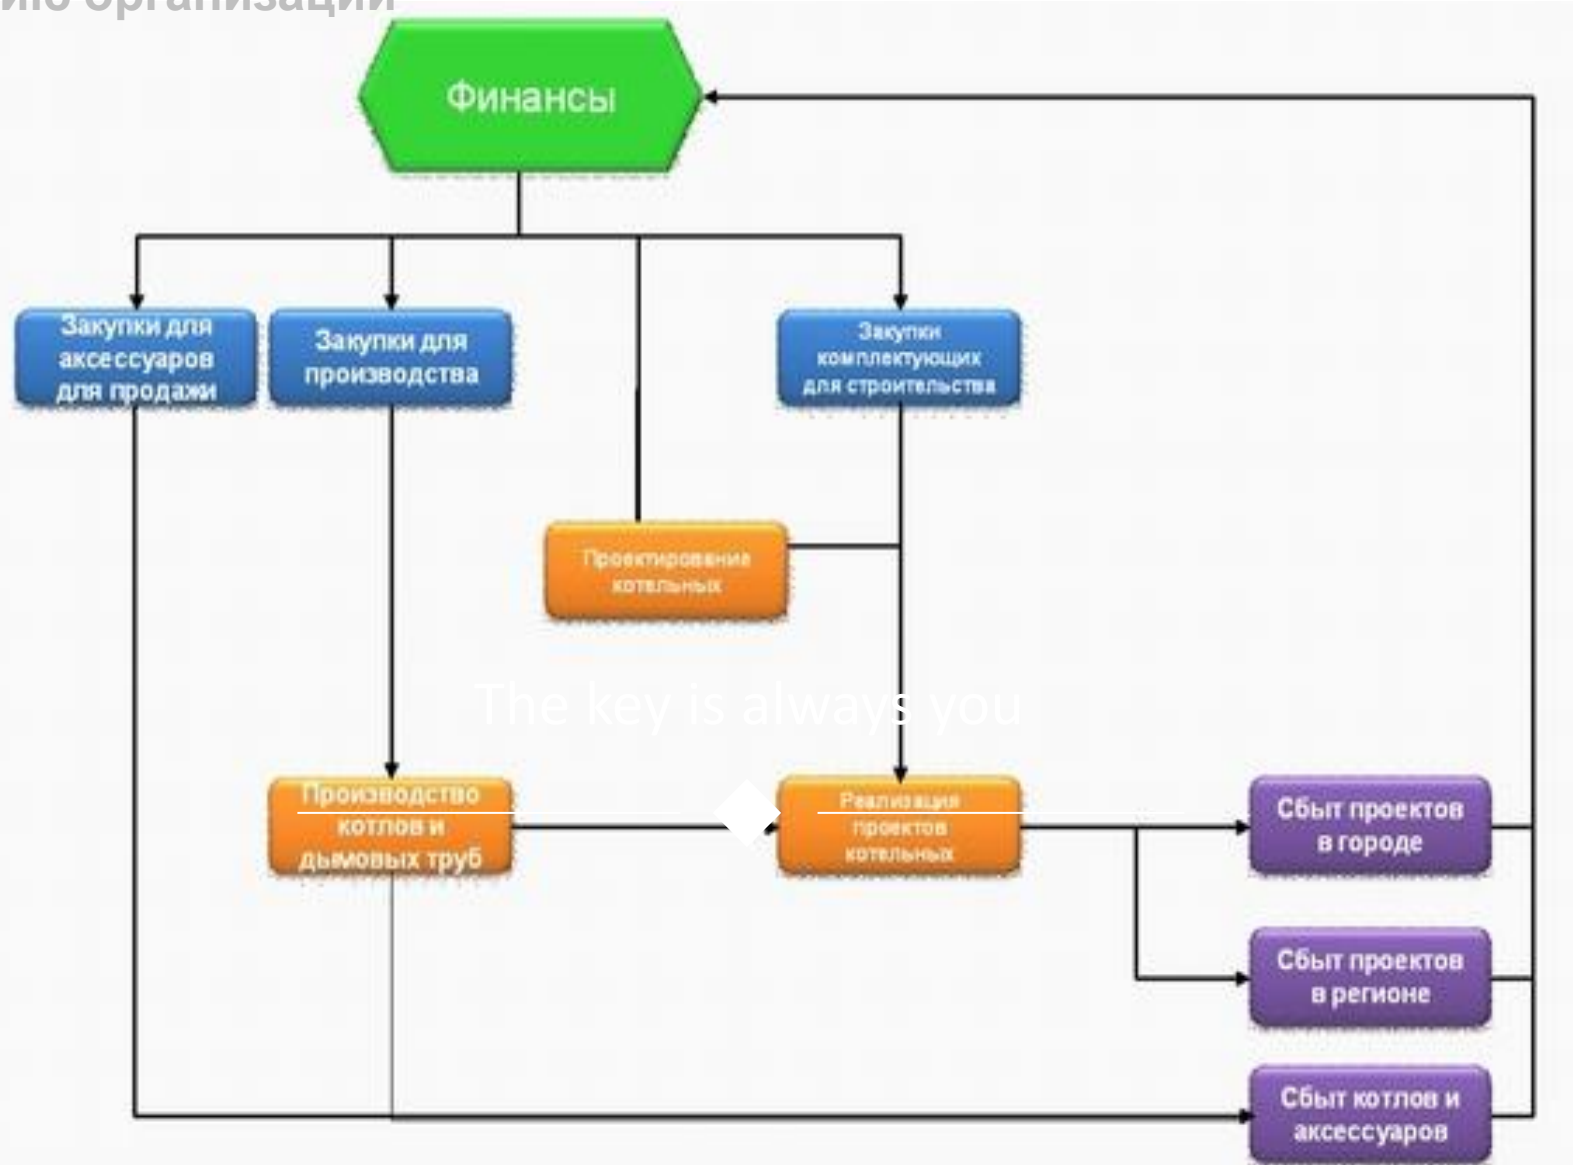 организации
Финансы
Закупки для
аксессуаров
для продажи
Закупки для
производства
Закупки
комплектующих
для строительства
Проектирование
котельных
The key is always you
Производство
котлов и
дымовых труб
Реализация
проектов
котельных
Сбыт проектов
в городе
Сбыт проектов
в регионе
Сбыт котлов и
аксессуаров